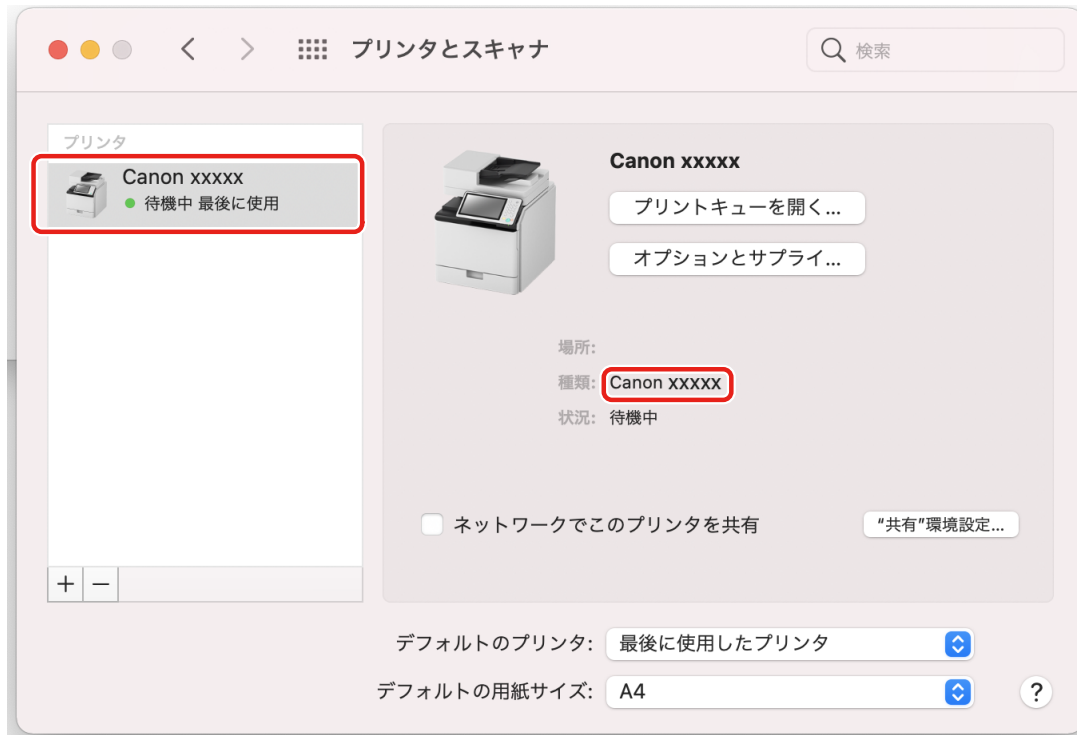 プリンタとスキャナ
検索
プリンタ
Canon xxxxx
待機中 最後に使用
Canon xxxxx
プリントキューを開く...
オプションとサプライ...
場所:
種類: Canon xxxxx
状況: 待機中
ネットワークでこのプリンタを共有
“共有”環境設定...
+ −
デフォルトのプリンタ: 最後に使用したプリンタ
デフォルトの用紙サイズ: A4
?